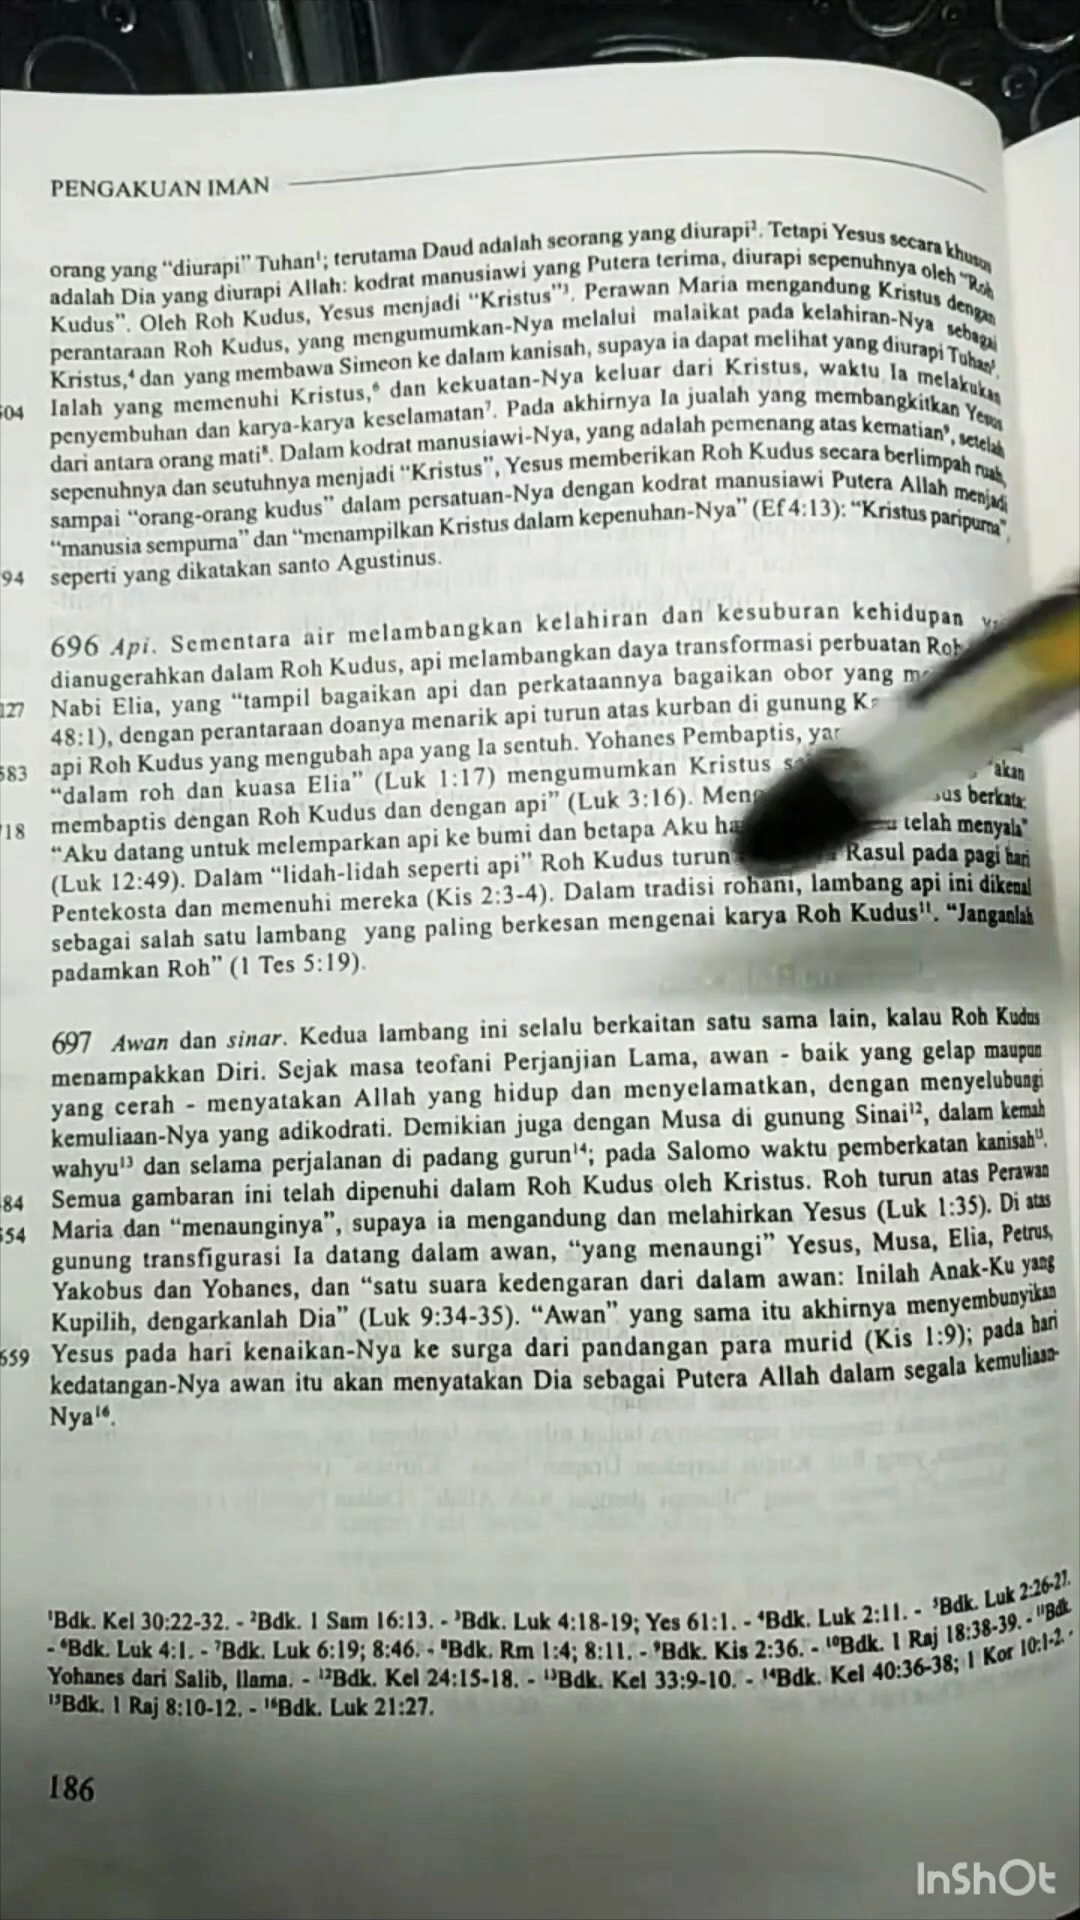 PENGAKUAN IMAN
orang yang “diurapi” Tuhan¹; terutama Daud adalah seorang yang diurapi². Tetapi Yesus secara khusus
adalah Dia yang diurapi Allah: kodrat manusiawi yang Putera terima, diurapi sepenuhnya oleh “Roh
Kudus”. Oleh Roh Kudus, Yesus menjadi “Kristus”³. Perawan Maria mengandung Kristus dengan
perantaraan Roh Kudus, yang mengumumkan-Nya melalui malaikat pada kelahiran-Nya sebagai
Kristus,⁴ dan yang membawa Simeon ke dalam kanisah, supaya ia dapat melihat yang diurapi Tuhan⁵.
504 Ialah yang memenuhi Kristus,⁶ dan kekuatan-Nya keluar dari Kristus, waktu Ia melakukan
penyembuhan dan karya-karya keselamatan⁷. Pada akhirnya Ia jualah yang membangkitkan Yesus
dari antara orang mati⁸. Dalam kodrat manusiawi-Nya, yang adalah pemenang atas kematian⁹, setelah
sepenuhnya dan seutuhnya menjadi “Kristus”, Yesus memberikan Roh Kudus secara berlimpah ruah,
sampai “orang-orang kudus” dalam persatuan-Nya dengan kodrat manusiawi Putera Allah menjadi
“manusia sempurna” dan “menampilkan Kristus dalam kepenuhan-Nya” (Ef 4:13): “Kristus paripurna”,
94 seperti yang dikatakan santo Agustinus.
696 Api. Sementara air melambangkan kelahiran dan kesuburan kehidupan
dianugerahkan dalam Roh Kudus, api melambangkan daya transformasi perbuatan Roh
127 Nabi Elia, yang “tampil bagaikan api dan perkataannya bagaikan obor yang
48:1), dengan perantaraan doanya menarik api turun atas kurban di gunung
583 api Roh Kudus yang mengubah apa yang Ia sentuh. Yohanes Pembaptis,
“dalam roh dan kuasa Elia” (Luk 1:17) mengumumkan Kristus akan
718 membaptis dengan Roh Kudus dan dengan api” (Luk 3:16). berkata:
“Aku datang untuk melemparkan api ke bumi dan betapa Aku telah menyala”
(Luk 12:49). Dalam “lidah-lidah seperti api” Roh Kudus turun Rasul pada pagi hari
Pentekosta dan memenuhi mereka (Kis 2:3-4). Dalam tradisi rohani, lambang api ini dikenal
sebagai salah satu lambang yang paling berkesan mengenai karya Roh Kudus¹¹. “Janganlah
padamkan Roh” (1 Tes 5:19).
697 Awan dan sinar. Kedua lambang ini selalu berkaitan satu sama lain, kalau Roh Kudus
menampakkan Diri. Sejak masa teofani Perjanjian Lama, awan - baik yang gelap maupun
yang cerah - menyatakan Allah yang hidup dan menyelamatkan, dengan menyelubungi
kemuliaan-Nya yang adikodrati. Demikian juga dengan Musa di gunung Sinai¹², dalam kemah
wahyu¹³ dan selama perjalanan di padang gurun¹⁴; pada Salomo waktu pemberkatan kanisah¹⁵.
84 Semua gambaran ini telah dipenuhi dalam Roh Kudus oleh Kristus. Roh turun atas Perawan
554 Maria dan “menaunginya”, supaya ia mengandung dan melahirkan Yesus (Luk 1:35). Di atas
gunung transfigurasi Ia datang dalam awan, “yang menaungi” Yesus, Musa, Elia, Petrus,
Yakobus dan Yohanes, dan “satu suara kedengaran dari dalam awan: Inilah Anak-Ku yang
Kupilih, dengarkanlah Dia” (Luk 9:34-35). “Awan” yang sama itu akhirnya menyembunyikan
659 Yesus pada hari kenaikan-Nya ke surga dari pandangan para murid (Kis 1:9); pada hari
kedatangan-Nya awan itu akan menyatakan Dia sebagai Putera Allah dalam segala kemuliaan-
Nya¹⁶.
¹Bdk. Kel 30:22-32. - ²Bdk. 1 Sam 16:13. - ³Bdk. Luk 4:18-19; Yes 61:1. - ⁴Bdk. Luk 2:11. - ⁵Bdk. Luk 2:26-27.
- ⁶Bdk. Luk 4:1. - ⁷Bdk. Luk 6:19; 8:46. - ⁸Bdk. Rm 1:4; 8:11. - ⁹Bdk. Kis 2:36. - ¹⁰Bdk. 1 Raj 18:38-39. - ¹¹Bdk.
Yohanes dari Salib, llama. - ¹²Bdk. Kel 24:15-18. - ¹³Bdk. Kel 33:9-10. - ¹⁴Bdk. Kel 40:36-38; 1 Kor 10:1-2. -
¹⁵Bdk. 1 Raj 8:10-12. - ¹⁶Bdk. Luk 21:27.
186
InShOt